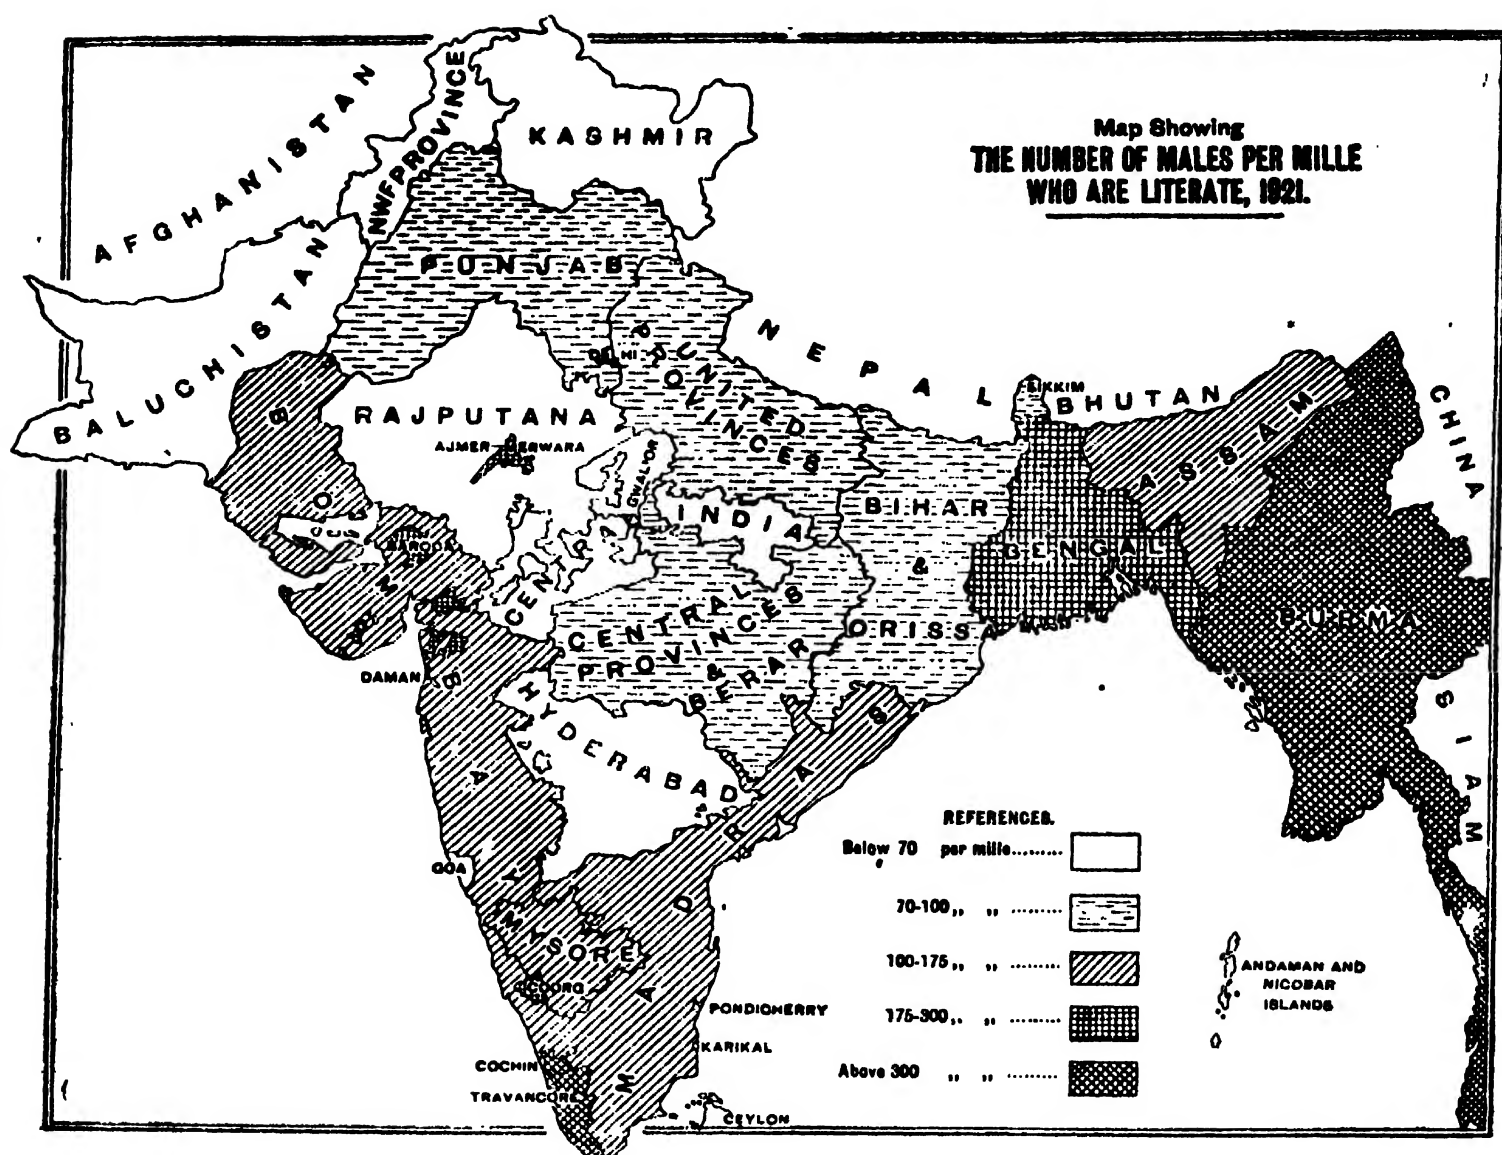 Map Showing
THE NUMBER OF MALES PER MILLE
WHO ARE LITERATE, 1921.
AFGHANISTAN
NWFPROVINCE
KASHMIR
PUNJAB
BALUCHISTAN
DELHI
UNITED
PROVINCES
NEPAL
SIKKIM
BHUTAN
ASSAM
CHINA
RAJPUTANA
AJMER MERWARA
GWALIOR
CENTRAL
INDIA
BIHAR
&
ORISSA
BENGAL
BURMA
SIAM
BOMBAY
BARODA
CENTRAL
PROVINCES
&
BERAR
DAMAN
HYDERABAD
MADRAS
GOA
MYSORE
COORG
PONDICHERRY
KARIKAL
COCHIN
TRAVANCORE
CEYLON
REFERENCES.
Below 70 per mille..........
70-100 ,, ,, ..........
100-175 ,, ,, ..........
175-300 ,, ,, ..........
Above 300 ,, ,, ..........
ANDAMAN AND
NICOBAR
ISLANDS